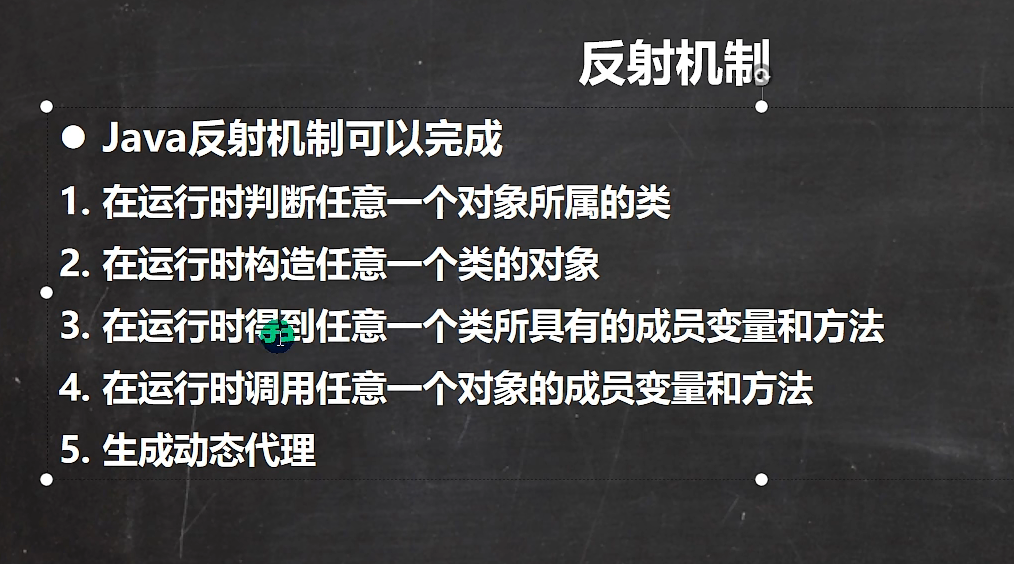 反射机制
● Java反射机制可以完成
1. 在运行时判断任意一个对象所属的类
2. 在运行时构造任意一个类的对象
3. 在运行时得到任意一个类所具有的成员变量和方法
4. 在运行时调用任意一个对象的成员变量和方法
5. 生成动态代理